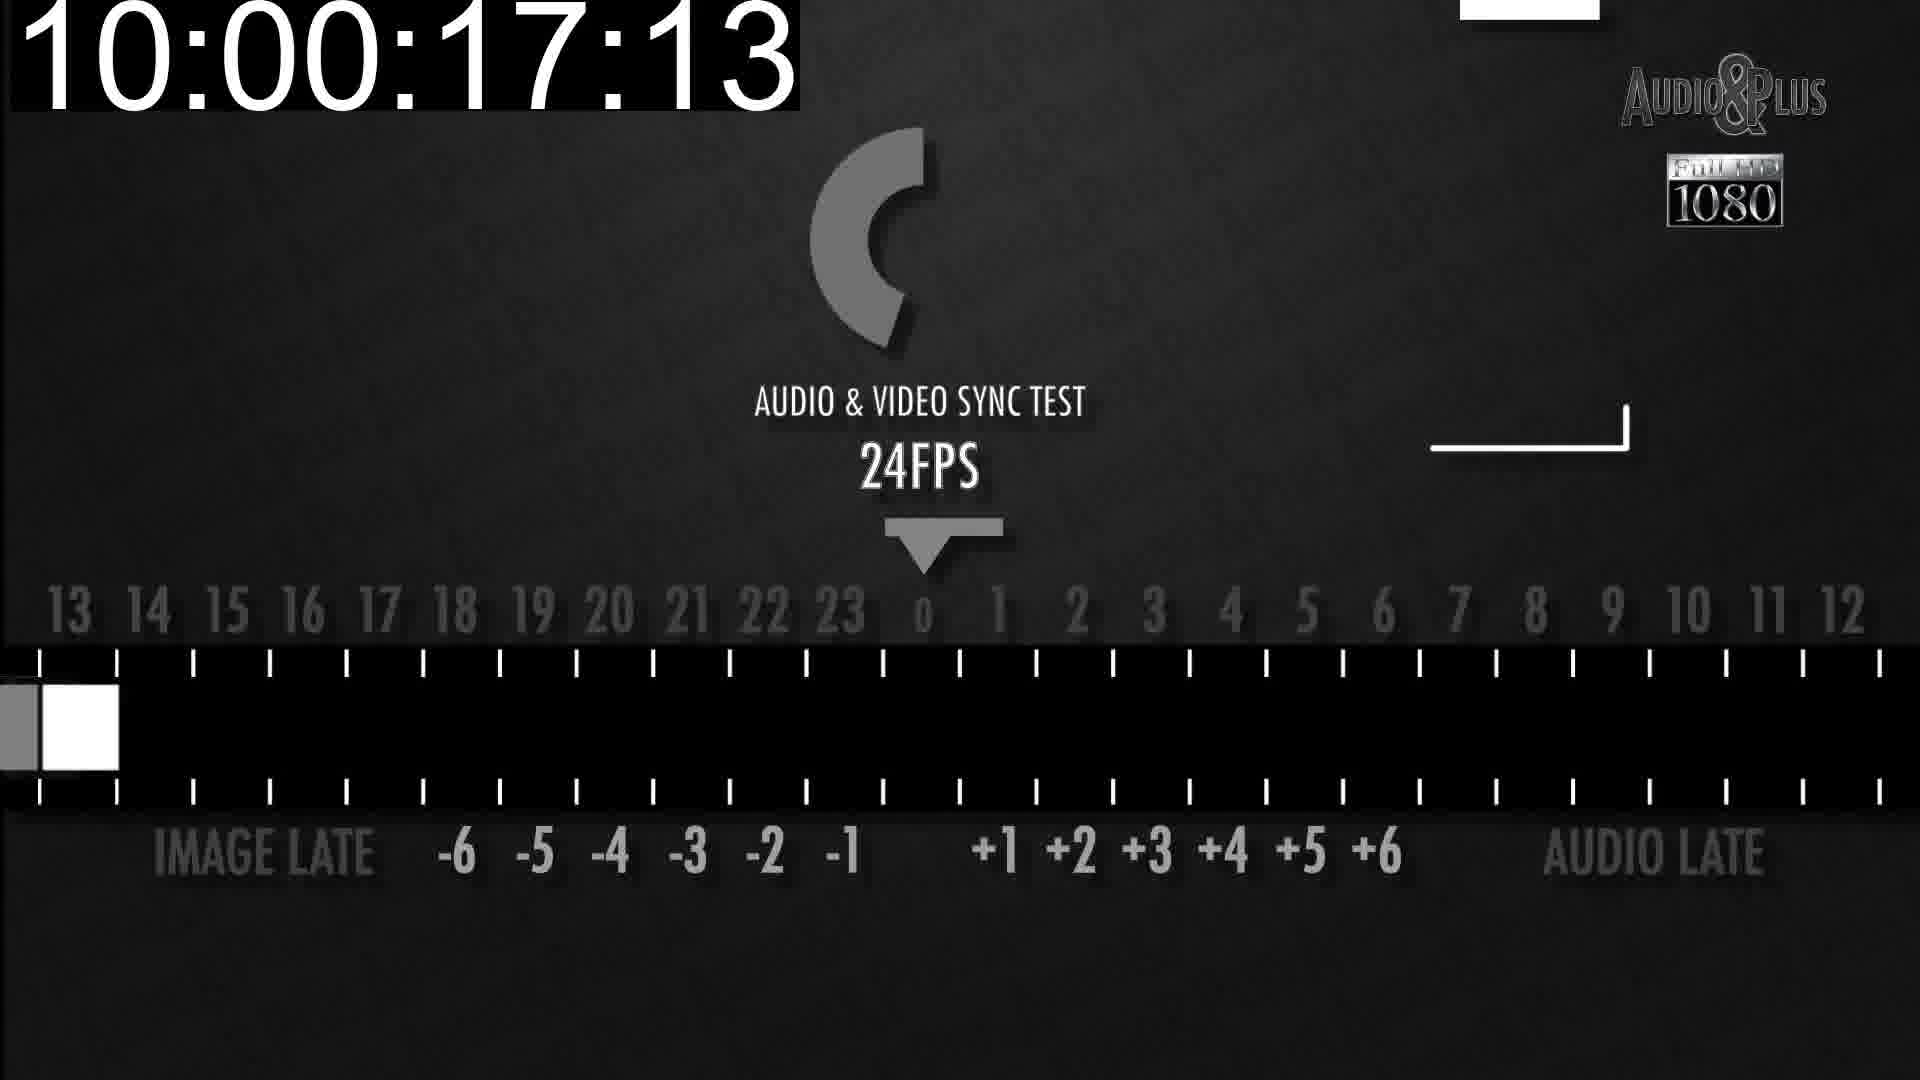 10:00:17:13
AUDIO & PLUS
Full HD
1080
AUDIO & VIDEO SYNC TEST
24FPS
13 14 15 16 17 18 19 20 21 22 23 0 1 2 3 4 5 6 7 8 9 10 11 12
IMAGE LATE -6 -5 -4 -3 -2 -1 +1 +2 +3 +4 +5 +6 AUDIO LATE